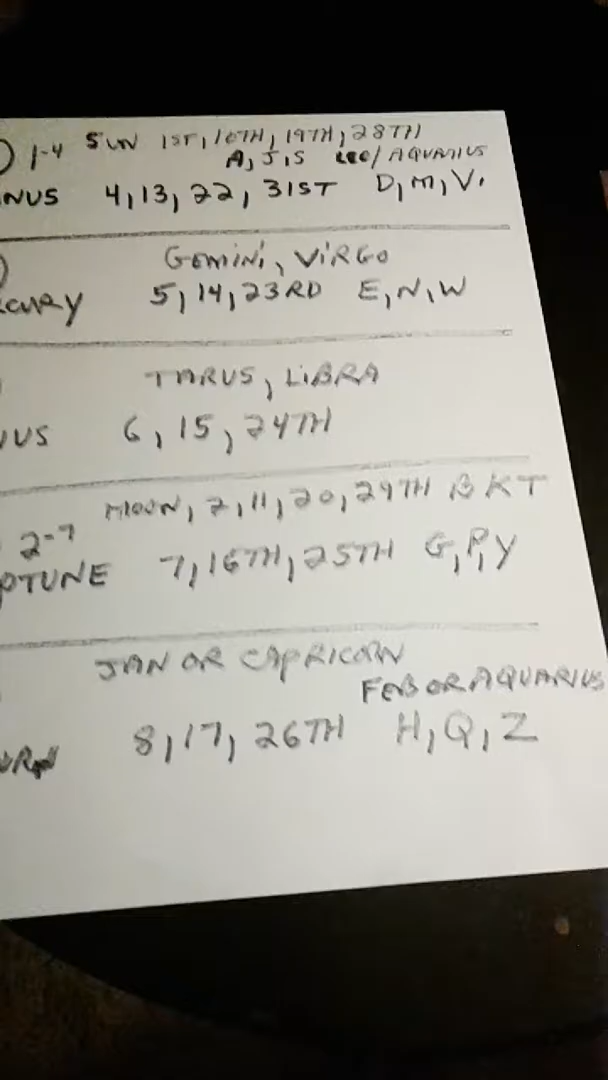 ) 1-4 SUN 1ST, 10TH, 19TH, 28TH
A, J, S LEO/AQUARIUS
NUS 4, 13, 22, 31ST D, M, V.
)
GEMINI, VIRGO
CURY 5, 14, 23RD E, N, W
TARUS, LIBRA
NUS 6, 15, 24TH
MOON, 2, 11, 20, 29TH B K T
2-7
PTUNE 7, 16TH, 25TH G, P, Y
JAN OR CAPRICORN
FEB OR AQUARIUS
URN 8, 17, 26TH H, Q, Z